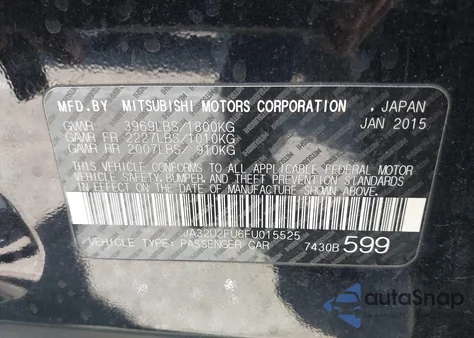 MFD.BY MITSUBISHI MOTORS CORPORATION , JAPAN
GVWR 3969LBS/1800KG JAN 2015
GAWR FR 2227LBS/1010KG
GAWR RR 2007LBS/ 910KG
THIS VEHICLE CONFORMS TO ALL APPLICABLE FEDERAL MOTOR
VEHICLE SAFETY, BUMPER, AND THEFT PREVENTION STANDARDS IN
EFFECT ON THE DATE OF MANUFACTURE SHOWN ABOVE.
JA32U2FU6FU015525
VEHICLE TYPE: PASSENGER CAR 7430B 599
autoSnap